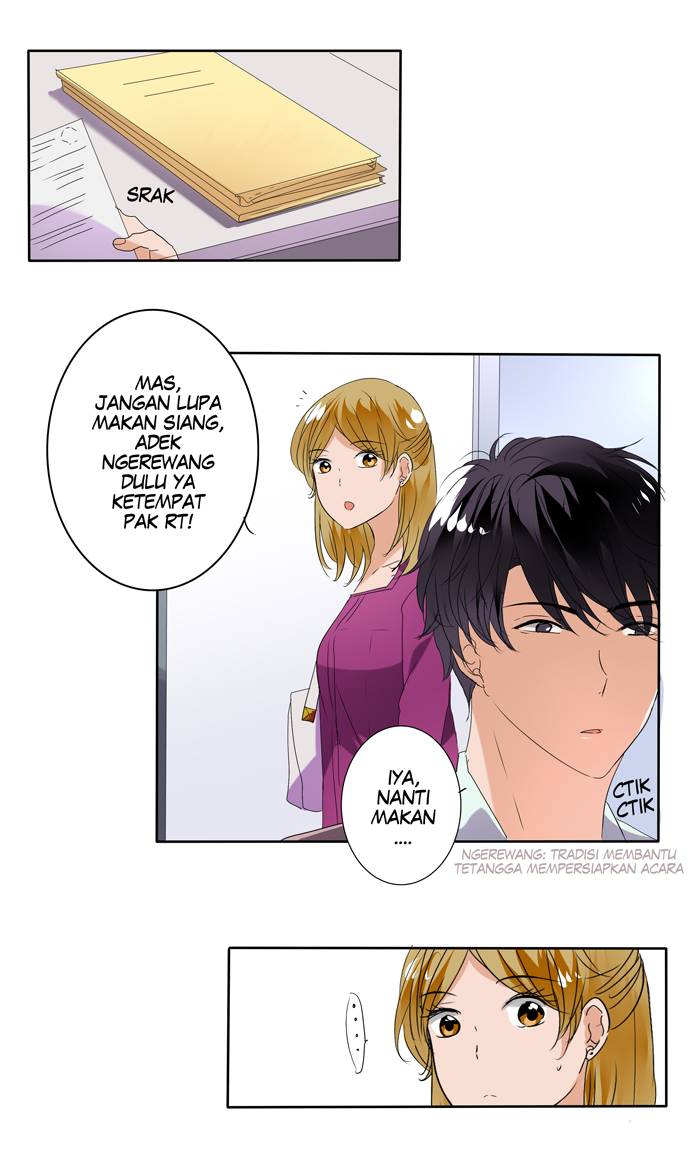 SRAK
MAS,
JANGAN LUPA
MAKAN SIANG,
ADEK
NGEREWANG
DULU YA
KETEMPAT
PAK RT!
IYA,
NANTI
MAKAN
....
CTIK
CTIK
NGEREWANG: TRADISI MEMBANTU
TETANGGA MEMPERSIAPKAN ACARA
.....